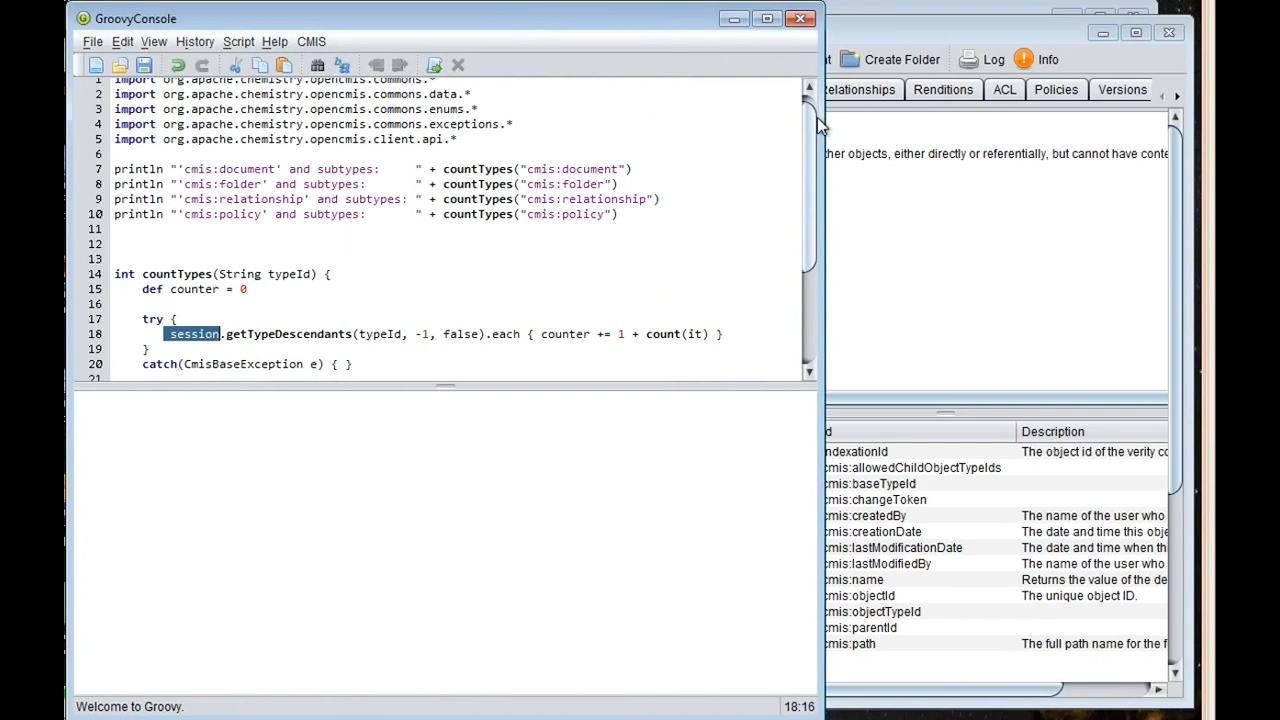 GroovyConsole
File Edit View History Script Help CMIS
1 import org.apache.chemistry.opencmis.commons.*
2 import org.apache.chemistry.opencmis.commons.data.*
3 import org.apache.chemistry.opencmis.commons.enums.*
4 import org.apache.chemistry.opencmis.commons.exceptions.*
5 import org.apache.chemistry.opencmis.client.api.*
6
7 println "'cmis:document' and subtypes:     " + countTypes("cmis:document")
8 println "'cmis:folder' and subtypes:       " + countTypes("cmis:folder")
9 println "'cmis:relationship' and subtypes: " + countTypes("cmis:relationship")
10 println "'cmis:policy' and subtypes:       " + countTypes("cmis:policy")
11
12
13
14 int countTypes(String typeId) {
15     def counter = 0
16
17     try {
18         session.getTypeDescendants(typeId, -1, false).each { counter += 1 + count(it) }
19     }
20     catch(CmisBaseException e) { }
21
Welcome to Groovy. 18:16
Create Folder Log Info
elationships Renditions ACL Policies Versions
her objects, either directly or referentially, but cannot have conte
d Description
ndexationId The object id of the verity co
cmis:allowedChildObjectTypeIds
cmis:baseTypeId
cmis:changeToken
cmis:createdBy The name of the user who
cmis:creationDate The date and time this obje
cmis:lastModificationDate The date and time when th
cmis:lastModifiedBy The name of the user who
cmis:name Returns the value of the de
cmis:objectId The unique object ID.
cmis:objectTypeId
cmis:parentId
cmis:path The full path name for the f